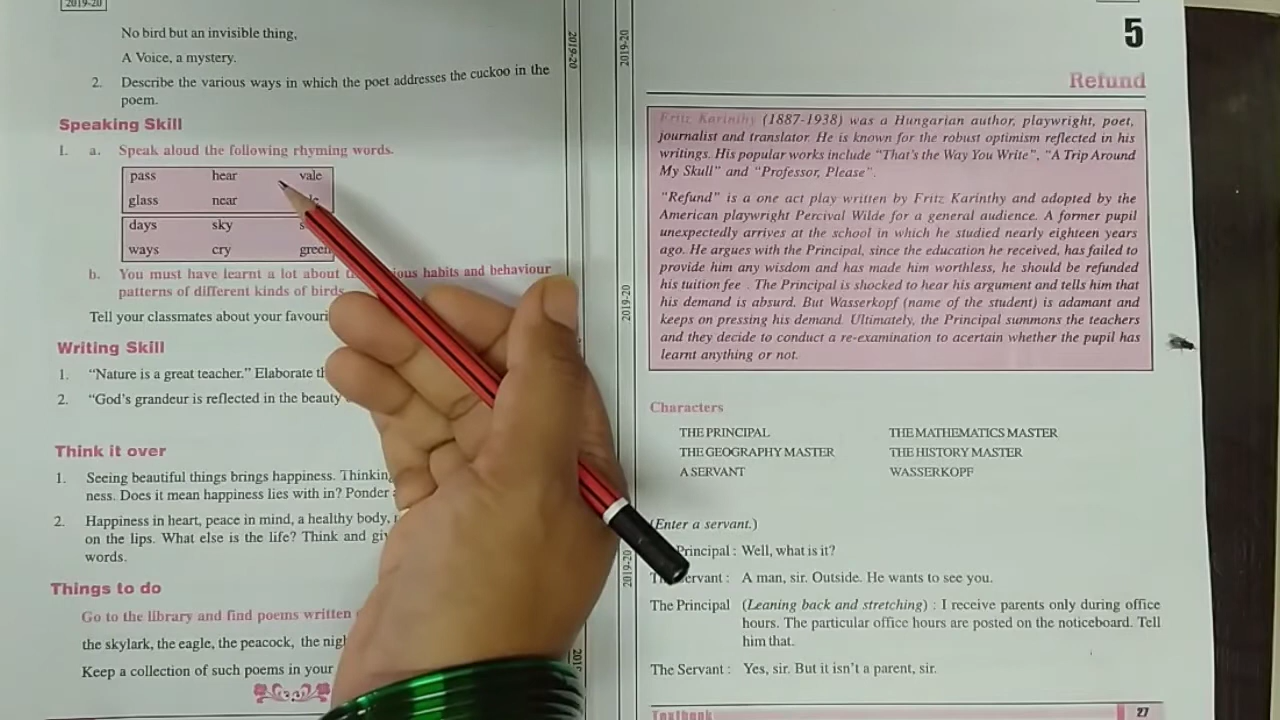 2019-20
No bird but an invisible thing,
A Voice, a mystery.
2. Describe the various ways in which the poet addresses the cuckoo in the
poem.
Speaking Skill
I. a. Speak aloud the following rhyming words.
pass hear vale
glass near
days sky
ways cry green
b. You must have learnt a lot about habits and behaviour
patterns of different kinds of birds
Tell your classmates about your
Writing Skill
1. “Nature is a great teacher.” Elaborate
2. “God's grandeur is reflected in the beauty
Think it over
1. Seeing beautiful things brings happiness. Thinking
ness. Does it mean happiness lies with in? Ponder
2. Happiness in heart, peace in mind, a healthy body,
on the lips. What else is the life? Think and
words.
Things to do
Go to the library and find poems written
the skylark, the eagle, the peacock, the
Keep a collection of such poems in your
2019-20
2019-20
2019-20
2019-20
5
Refund
Fritz Karinthy (1887-1938) was a Hungarian author, playwright, poet,
journalist and translator. He is known for the robust optimism reflected in his
writings. His popular works include “That's the Way You Write”, “A Trip Around
My Skull” and “Professor, Please”.
“Refund” is a one act play written by Fritz Karinthy and adopted by the
American playwright Percival Wilde for a general audience. A former pupil
unexpectedly arrives at the school in which he studied nearly eighteen years
ago. He argues with the Principal, since the education he received, has failed to
provide him any wisdom and has made him worthless, he should be refunded
his tuition fee . The Principal is shocked to hear his argument and tells him that
his demand is absurd. But Wasserkopf (name of the student) is adamant and
keeps on pressing his demand. Ultimately, the Principal summons the teachers
and they decide to conduct a re-examination to acertain whether the pupil has
learnt anything or not.
Characters
THE PRINCIPAL THE MATHEMATICS MASTER
THE GEOGRAPHY MASTER THE HISTORY MASTER
A SERVANT WASSERKOPF
(Enter a servant.)
Principal : Well, what is it?
The Servant : A man, sir. Outside. He wants to see you.
The Principal (Leaning back and stretching) : I receive parents only during office
hours. The particular office hours are posted on the noticeboard. Tell
him that.
The Servant : Yes, sir. But it isn't a parent, sir.
Textbook 27